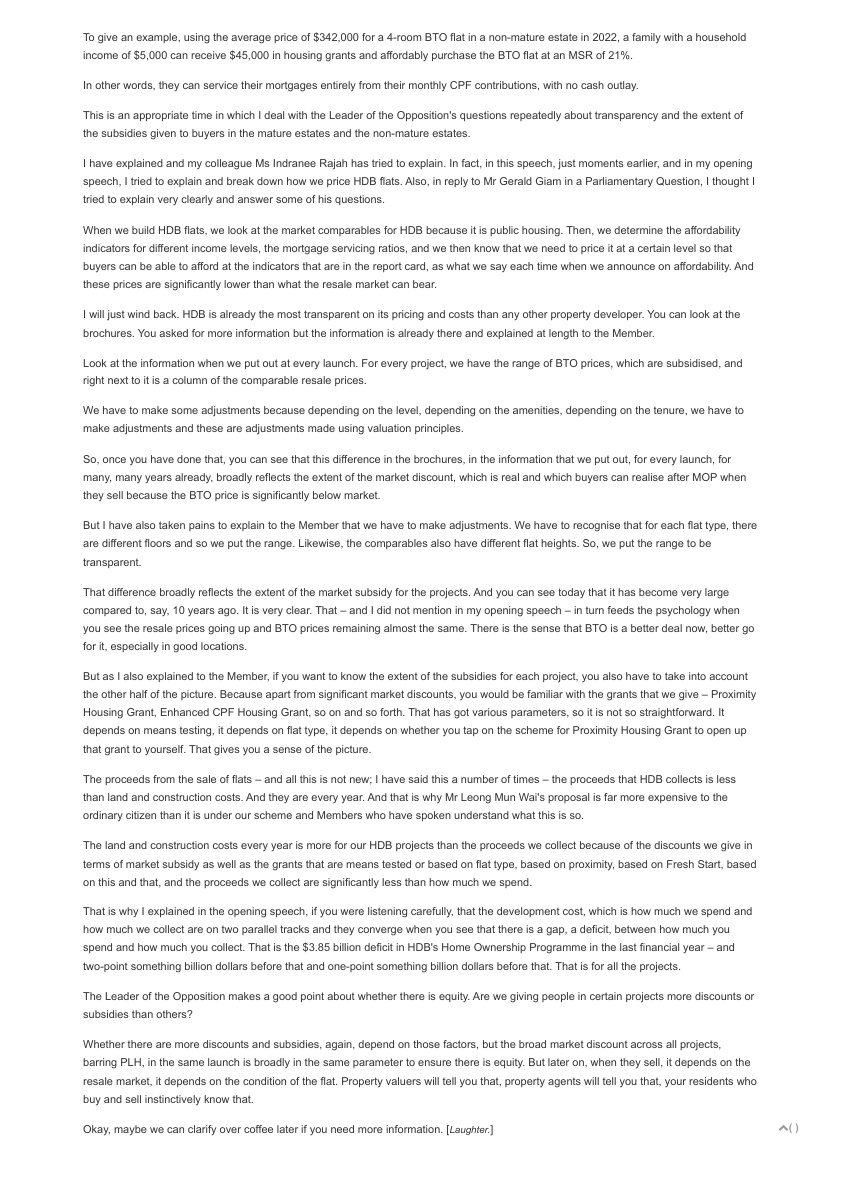 To give an example, using the average price of $342,000 for a 4-room BTO flat in a non-mature estate in 2022, a family with a household
income of $5,000 can receive $45,000 in housing grants and affordably purchase the BTO flat at an MSR of 21%.
In other words, they can service their mortgages entirely from their monthly CPF contributions, with no cash outlay.
This is an appropriate time in which I deal with the Leader of the Opposition's questions repeatedly about transparency and the extent of
the subsidies given to buyers in the mature estates and the non-mature estates.
I have explained and my colleague Ms Indranee Rajah has tried to explain. In fact, in this speech, just moments earlier, and in my opening
speech, I tried to explain and break down how we price HDB flats. Also, in reply to Mr Gerald Giam in a Parliamentary Question, I thought I
tried to explain very clearly and answer some of his questions.
When we build HDB flats, we look at the market comparables for HDB because it is public housing. Then, we determine the affordability
indicators for different income levels, the mortgage servicing ratios, and we then know that we need to price it at a certain level so that
buyers can be able to afford at the indicators that are in the report card, as what we say each time when we announce on affordability. And
these prices are significantly lower than what the resale market can bear.
I will just wind back. HDB is already the most transparent on its pricing and costs than any other property developer. You can look at the
brochures. You asked for more information but the information is already there and explained at length to the Member.
Look at the information when we put out at every launch. For every project, we have the range of BTO prices, which are subsidised, and
right next to it is a column of the comparable resale prices.
We have to make some adjustments because depending on the level, depending on the amenities, depending on the tenure, we have to
make adjustments and these are adjustments made using valuation principles.
So, once you have done that, you can see that this difference in the brochures, in the information that we put out, for every launch, for
many, many years already, broadly reflects the extent of the market discount, which is real and which buyers can realise after MOP when
they sell because the BTO price is significantly below market.
But I have also taken pains to explain to the Member that we have to make adjustments. We have to recognise that for each flat type, there
are different floors and so we put the range. Likewise, the comparables also have different flat heights. So, we put the range to be
transparent.
That difference broadly reflects the extent of the market subsidy for the projects. And you can see today that it has become very large
compared to, say, 10 years ago. It is very clear. That – and I did not mention in my opening speech – in turn feeds the psychology when
you see the resale prices going up and BTO prices remaining almost the same. There is the sense that BTO is a better deal now, better go
for it, especially in good locations.
But as I also explained to the Member, if you want to know the extent of the subsidies for each project, you also have to take into account
the other half of the picture. Because apart from significant market discounts, you would be familiar with the grants that we give – Proximity
Housing Grant, Enhanced CPF Housing Grant, so on and so forth. That has got various parameters, so it is not so straightforward. It
depends on means testing, it depends on flat type, it depends on whether you tap on the scheme for Proximity Housing Grant to open up
that grant to yourself. That gives you a sense of the picture.
The proceeds from the sale of flats – and all this is not new; I have said this a number of times – the proceeds that HDB collects is less
than land and construction costs. And they are every year. And that is why Mr Leong Mun Wai's proposal is far more expensive to the
ordinary citizen than it is under our scheme and Members who have spoken understand what this is so.
The land and construction costs every year is more for our HDB projects than the proceeds we collect because of the discounts we give in
terms of market subsidy as well as the grants that are means tested or based on flat type, based on proximity, based on Fresh Start, based
on this and that, and the proceeds we collect are significantly less than how much we spend.
That is why I explained in the opening speech, if you were listening carefully, that the development cost, which is how much we spend and
how much we collect are on two parallel tracks and they converge when you see that there is a gap, a deficit, between how much you
spend and how much you collect. That is the $3.85 billion deficit in HDB's Home Ownership Programme in the last financial year – and
two-point something billion dollars before that and one-point something billion dollars before that. That is for all the projects.
The Leader of the Opposition makes a good point about whether there is equity. Are we giving people in certain projects more discounts or
subsidies than others?
Whether there are more discounts and subsidies, again, depend on those factors, but the broad market discount across all projects,
barring PLH, in the same launch is broadly in the same parameter to ensure there is equity. But later on, when they sell, it depends on the
resale market, it depends on the condition of the flat. Property valuers will tell you that, property agents will tell you that, your residents who
buy and sell instinctively know that.
Okay, maybe we can clarify over coffee later if you need more information. [Laughter.]
( )